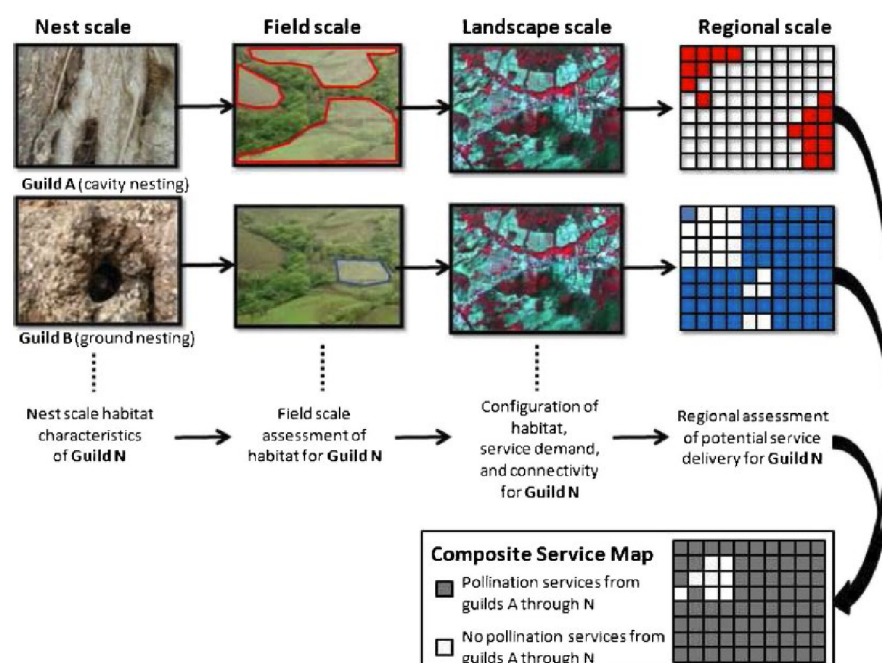 Nest scale
Field scale
Landscape scale
Regional scale
Guild A (cavity nesting)
Guild B (ground nesting)
Nest scale habitat
characteristics
of Guild N
Field scale
assessment of
habitat for Guild N
Configuration of
habitat,
service demand,
and connectivity
for Guild N
Regional assessment
of potential service
delivery for Guild N
Composite Service Map
Pollination services from
guilds A through N
No pollination services from
guilds A through N